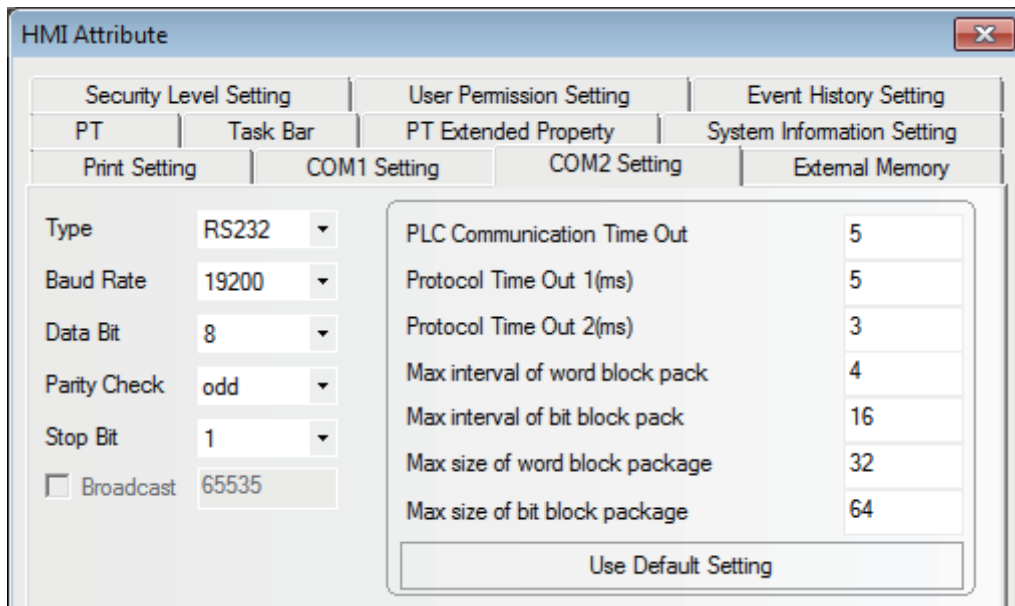 HMI Attribute
Security Level Setting User Permission Setting Event History Setting
PT Task Bar PT Extended Property System Information Setting
Print Setting COM1 Setting COM2 Setting External Memory
Type RS232
Baud Rate 19200
Data Bit 8
Parity Check odd
Stop Bit 1
Broadcast 65535
PLC Communication Time Out 5
Protocol Time Out 1(ms) 5
Protocol Time Out 2(ms) 3
Max interval of word block pack 4
Max interval of bit block pack 16
Max size of word block package 32
Max size of bit block package 64
Use Default Setting